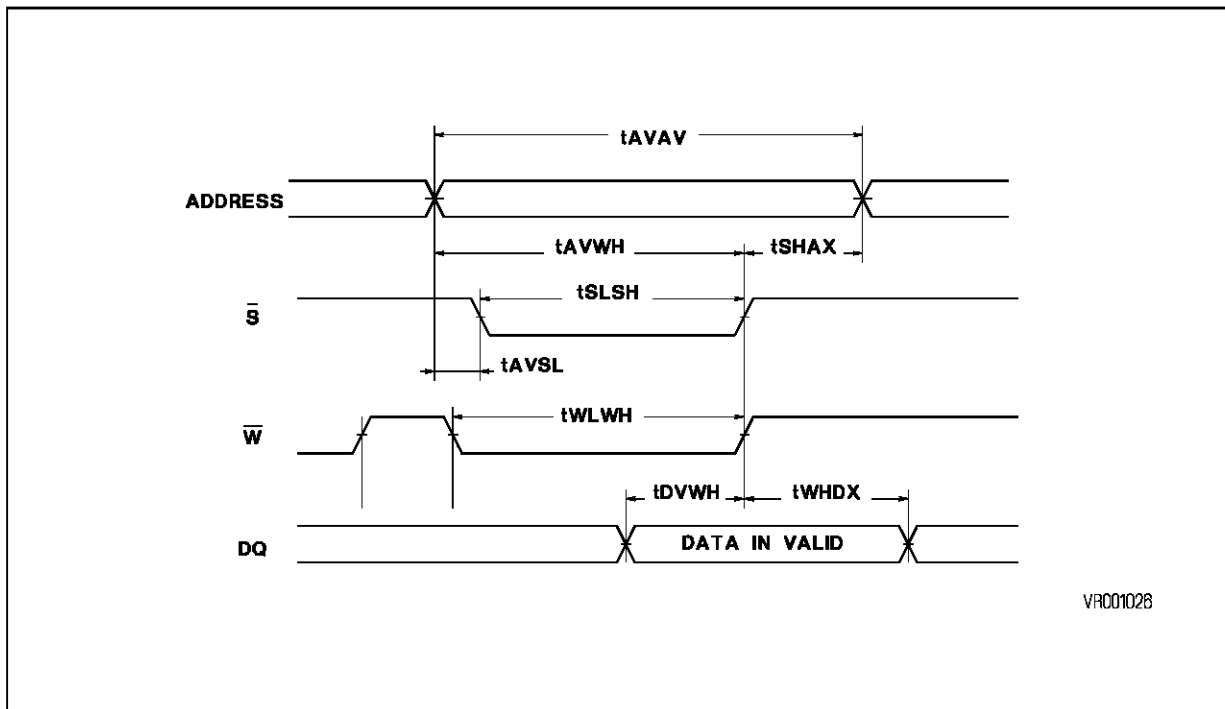 tAVAV
ADDRESS
tAVWH
tSHAX
tSLSH
S̅
tAVSL
tWLWH
W̅
tDVWH
tWHDX
DQ
DATA IN VALID
VR001026